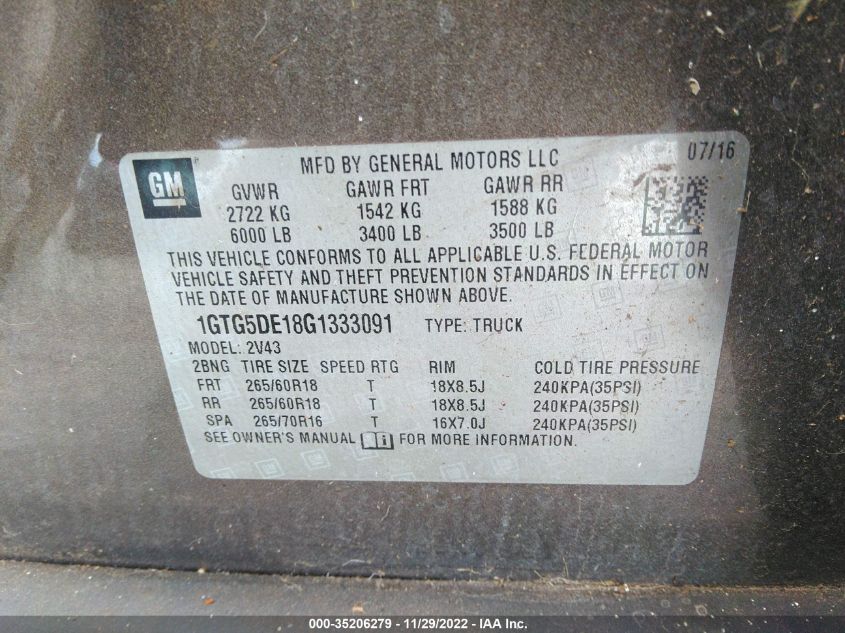 GM
MFD BY GENERAL MOTORS LLC 07/16
GVWR GAWR FRT GAWR RR
2722 KG 1542 KG 1588 KG
6000 LB 3400 LB 3500 LB
THIS VEHICLE CONFORMS TO ALL APPLICABLE U.S. FEDERAL MOTOR
VEHICLE SAFETY AND THEFT PREVENTION STANDARDS IN EFFECT ON
THE DATE OF MANUFACTURE SHOWN ABOVE.
1GTG5DE18G1333091 TYPE: TRUCK
MODEL: 2V43
2BNG TIRE SIZE SPEED RTG RIM COLD TIRE PRESSURE
FRT 265/60R18 T 18X8.5J 240KPA(35PSI)
RR 265/60R18 T 18X8.5J 240KPA(35PSI)
SPA 265/70R16 T 16X7.0J 240KPA(35PSI)
SEE OWNER'S MANUAL FOR MORE INFORMATION.
000-35206279 - 11/29/2022 - IAA Inc.